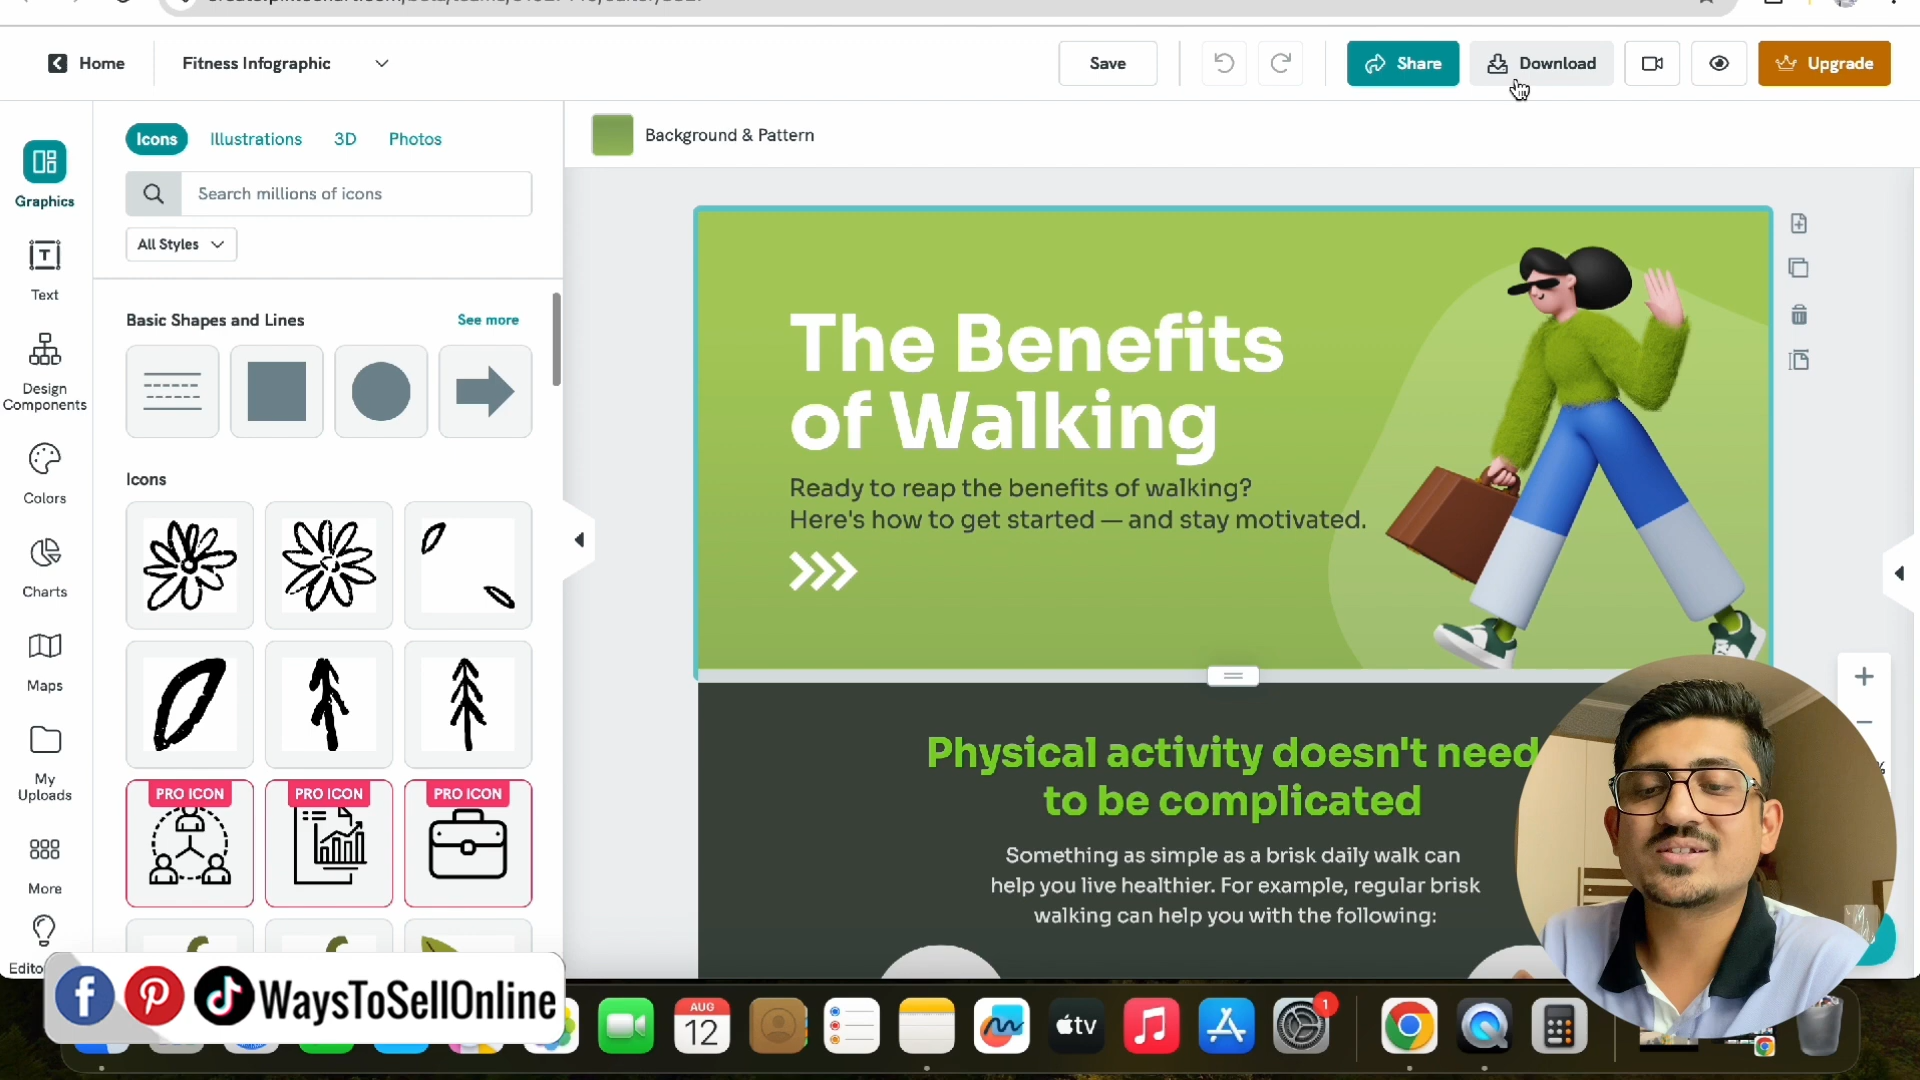 Home
Fitness Infographic
Save
Share
Download
Upgrade
Icons
Illustrations
3D
Photos
Background & Pattern
Search millions of icons
All Styles
Graphics
Text
Design
Components
Colors
Charts
Maps
My
Uploads
More
Basic Shapes and Lines
See more
Icons
PRO ICON
PRO ICON
PRO ICON
The Benefits
of Walking
Ready to reap the benefits of walking?
Here's how to get started — and stay motivated.
Physical activity doesn't need
to be complicated
Something as simple as a brisk daily walk can
help you live healthier. For example, regular brisk
walking can help you with the following:
WaysToSellOnline
AUG
12
tv
1